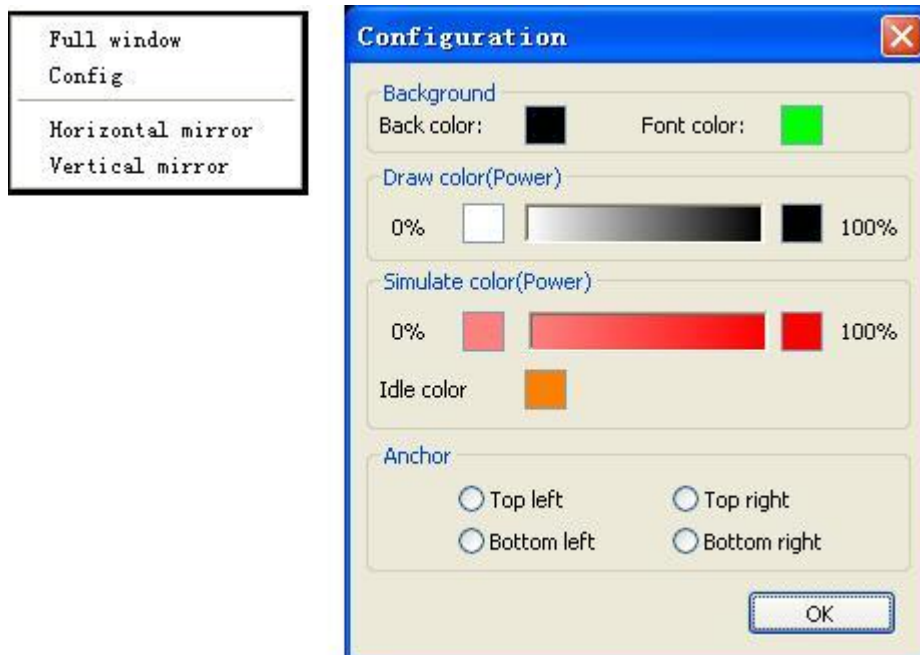 Full window
Config
Horizontal mirror
Vertical mirror
Configuration
Background
Back color: Font color:
Draw color(Power)
0% 100%
Simulate color(Power)
0% 100%
Idle color
Anchor
Top left Top right
Bottom left Bottom right
OK